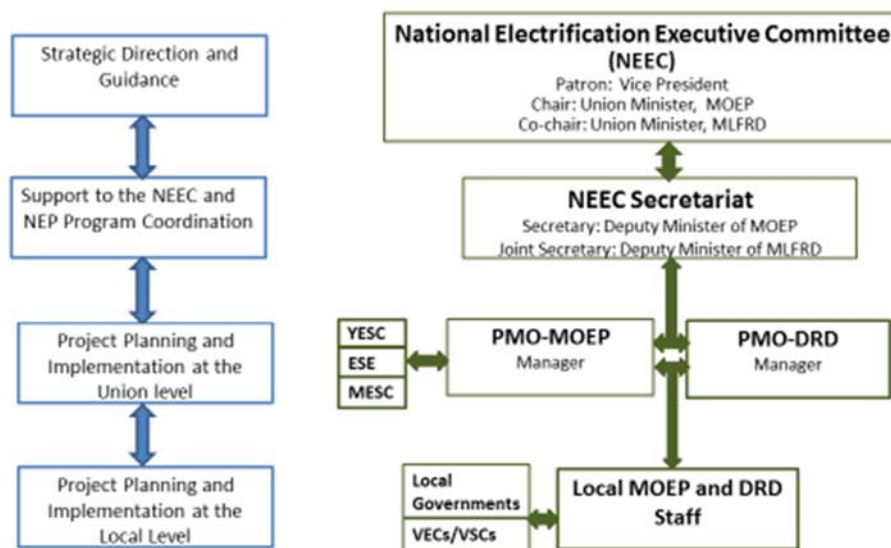 Strategic Direction and
Guidance
Support to the NEEC and
NEP Program Coordination
Project Planning and
Implementation at the
Union level
Project Planning and
Implementation at the
Local Level
National Electrification Executive Committee
(NEEC)
Patron: Vice President
Chair: Union Minister, MOEP
Co-chair: Union Minister, MLFRD
NEEC Secretariat
Secretary: Deputy Minister of MOEP
Joint Secretary: Deputy Minister of MLFRD
YESC
ESE
MESC
PMO-MOEP
Manager
PMO-DRD
Manager
Local
Governments
VECs/VSCs
Local MOEP and DRD
Staff